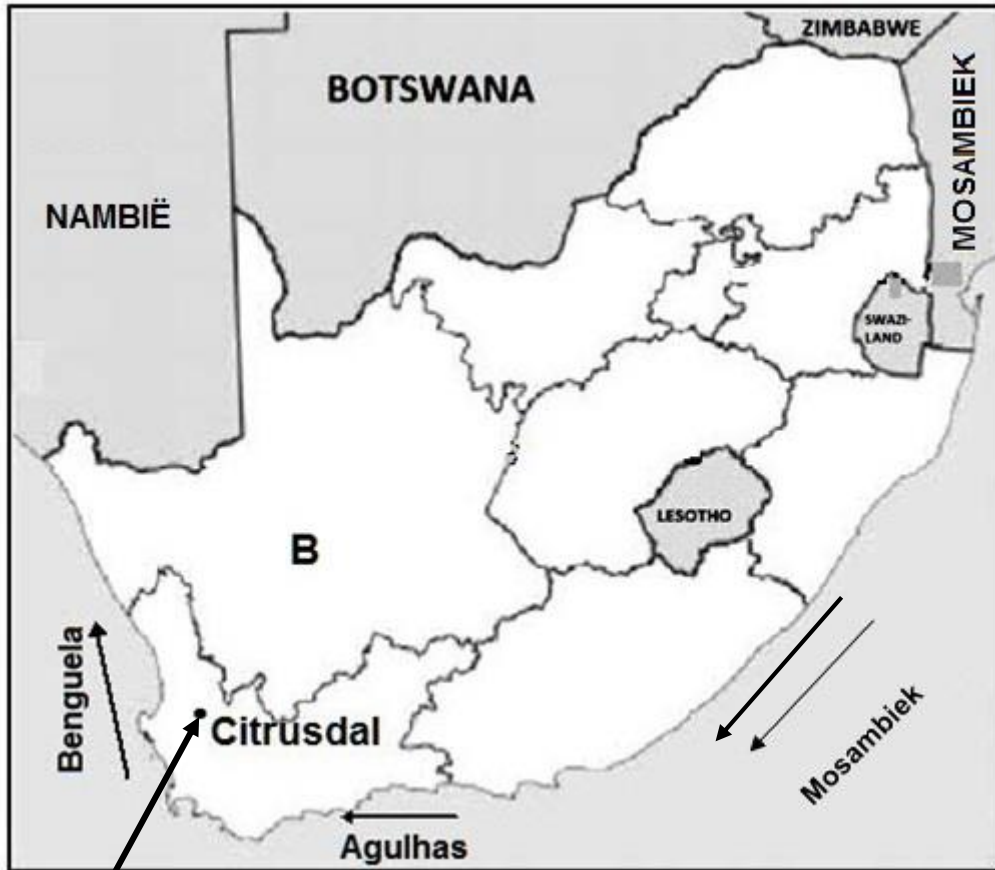 ZIMBABWE
BOTSWANA
MOSAMBIEK
NAMBIË
SWAZI-
LAND
LESOTHO
B
Benguela
Citrusdal
Mosambiek
Agulhas